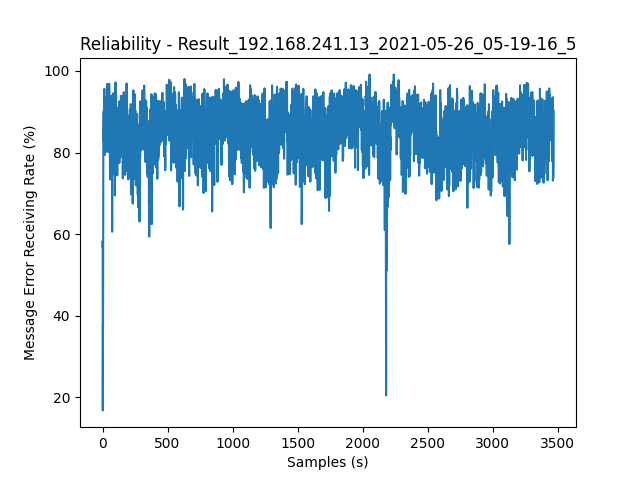 Reliability - Result_192.168.241.13_2021-05-26_05-19-16_5
100
80
60
40
20
Message Error Receiving Rate (%)
0 500 1000 1500 2000 2500 3000 3500
Samples (s)